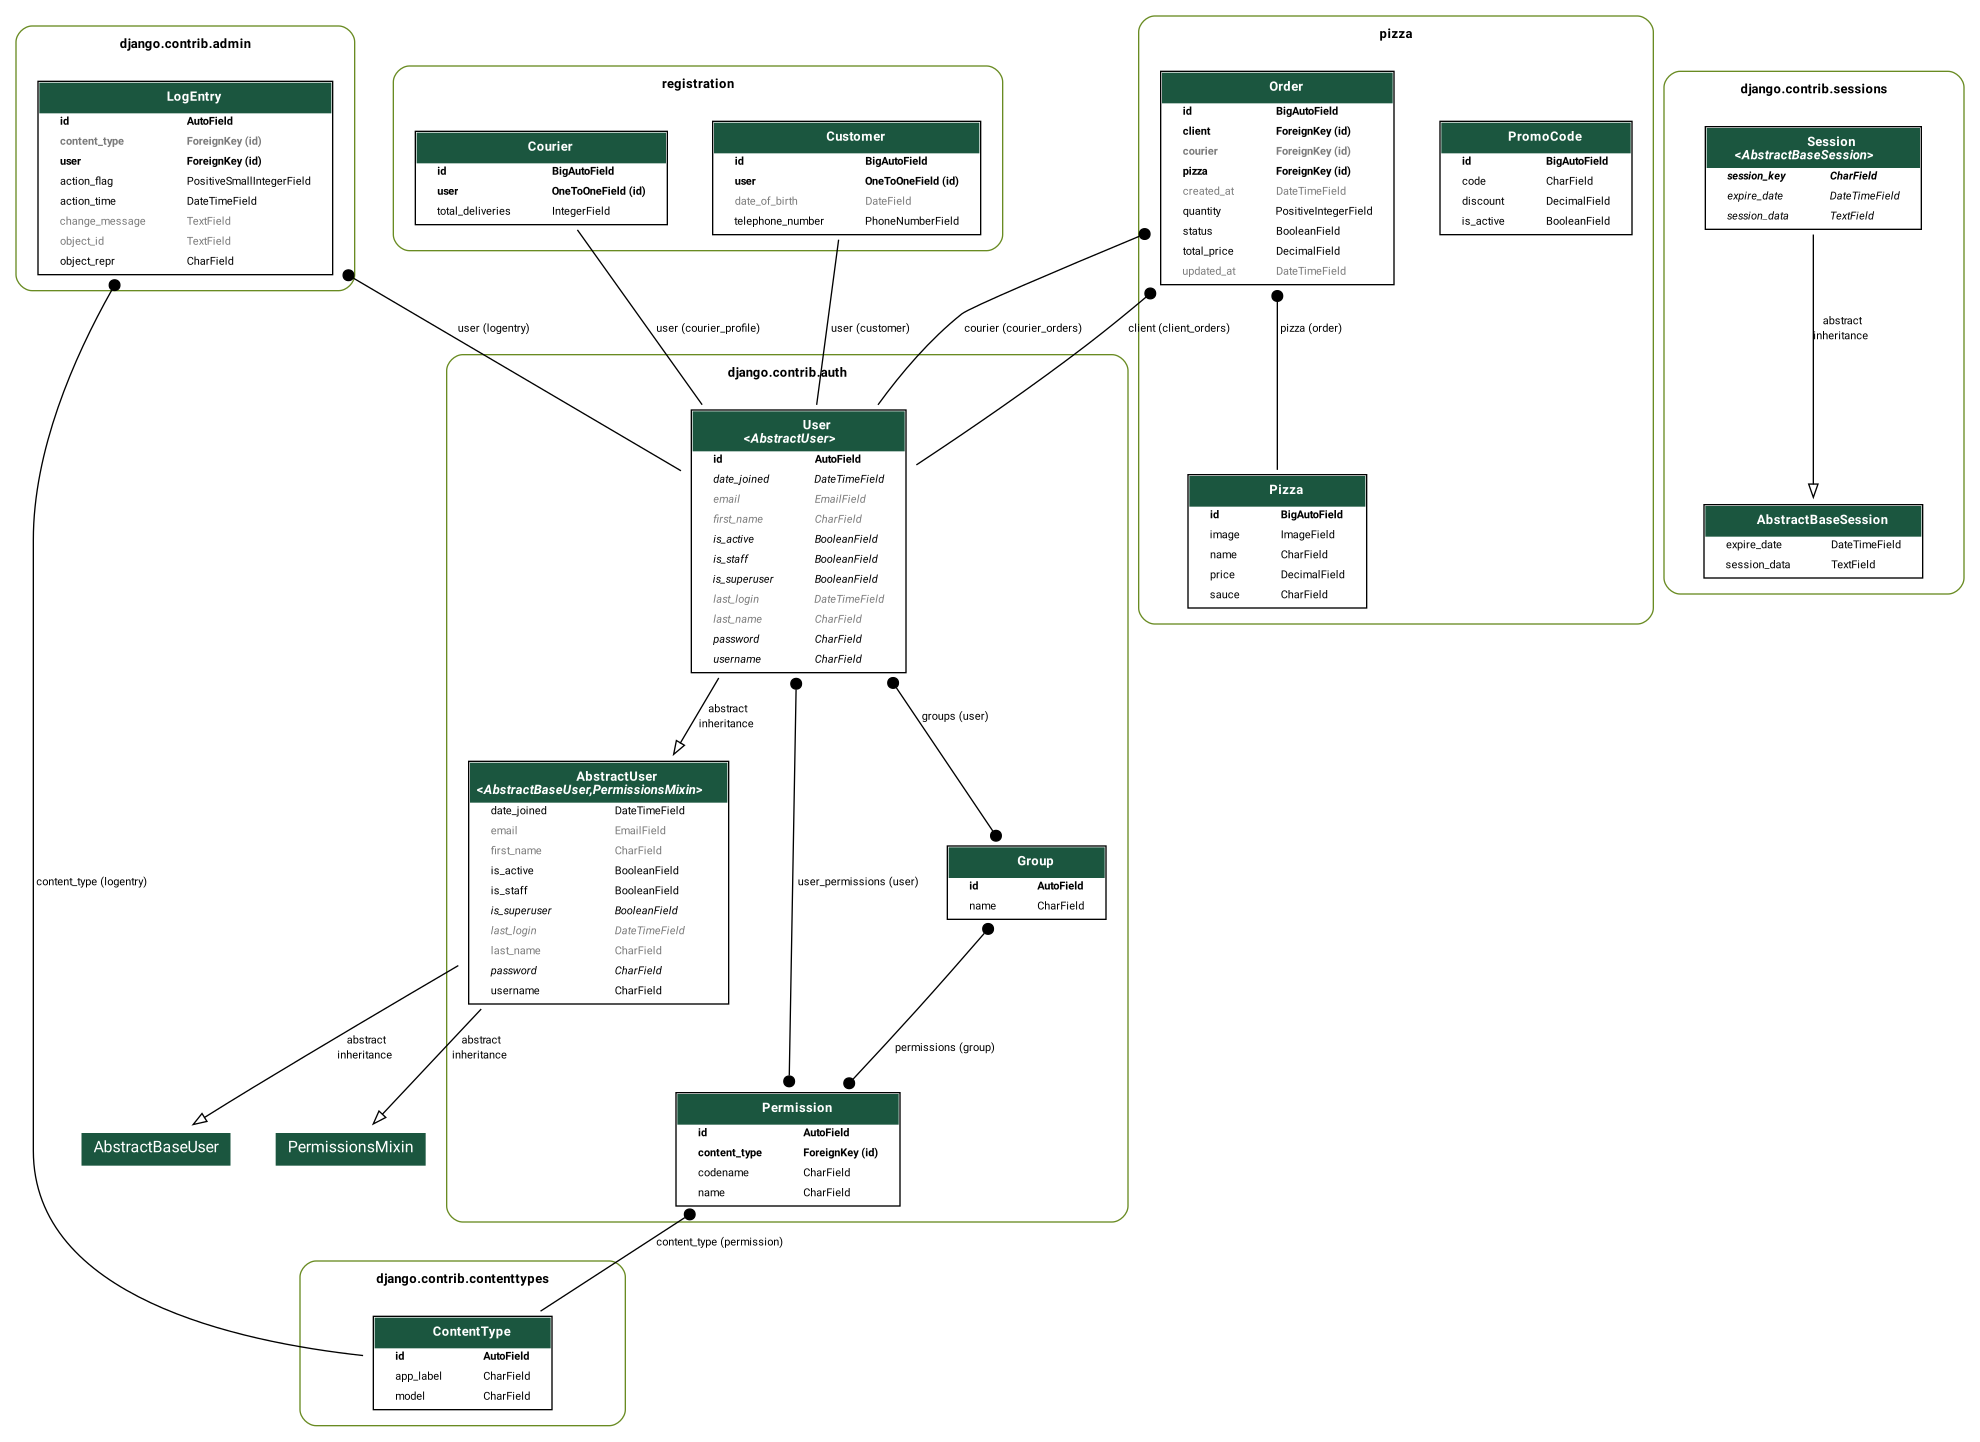 django.contrib.admin
LogEntry
id AutoField
content_type ForeignKey (id)
user ForeignKey (id)
action_flag PositiveSmallIntegerField
action_time DateTimeField
change_message TextField
object_id TextField
object_repr CharField
registration
Courier
id BigAutoField
user OneToOneField (id)
total_deliveries IntegerField
Customer
id BigAutoField
user OneToOneField (id)
date_of_birth DateField
telephone_number PhoneNumberField
pizza
Order
id BigAutoField
client ForeignKey (id)
courier ForeignKey (id)
pizza ForeignKey (id)
created_at DateTimeField
quantity PositiveIntegerField
status BooleanField
total_price DecimalField
updated_at DateTimeField
PromoCode
id BigAutoField
code CharField
discount DecimalField
is_active BooleanField
django.contrib.sessions
Session
<AbstractBaseSession>
session_key CharField
expire_date DateTimeField
session_data TextField
user (logentry)
user (courier_profile)
user (customer)
courier (courier_orders)
client (client_orders)
pizza (order)
abstract
inheritance
django.contrib.auth
User
<AbstractUser>
id AutoField
date_joined DateTimeField
email EmailField
first_name CharField
is_active BooleanField
is_staff BooleanField
is_superuser BooleanField
last_login DateTimeField
last_name CharField
password CharField
username CharField
Pizza
id BigAutoField
image ImageField
name CharField
price DecimalField
sauce CharField
AbstractBaseSession
expire_date DateTimeField
session_data TextField
abstract
inheritance
groups (user)
AbstractUser
<AbstractBaseUser,PermissionsMixin>
date_joined DateTimeField
email EmailField
first_name CharField
is_active BooleanField
is_staff BooleanField
is_superuser BooleanField
last_login DateTimeField
last_name CharField
password CharField
username CharField
content_type (logentry)
user_permissions (user)
Group
id AutoField
name CharField
abstract
inheritance
abstract
inheritance
permissions (group)
AbstractBaseUser
PermissionsMixin
Permission
id AutoField
content_type ForeignKey (id)
codename CharField
name CharField
content_type (permission)
django.contrib.contenttypes
ContentType
id AutoField
app_label CharField
model CharField